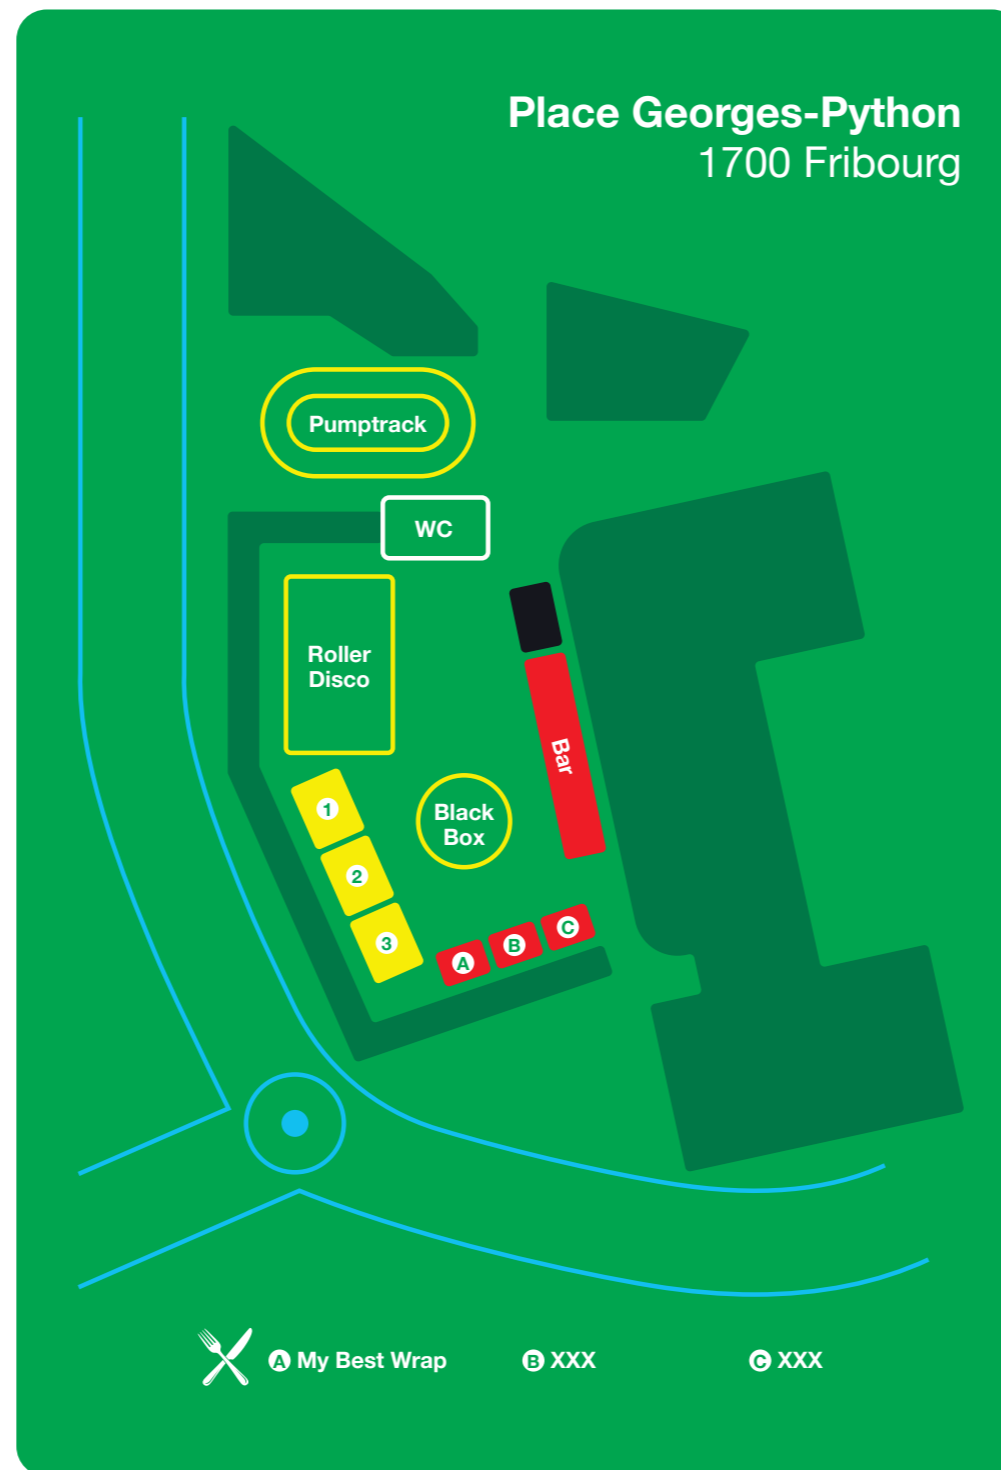 Place Georges-Python
1700 Fribourg
Pumptrack
WC
Roller
Disco
Bar
1
Black
Box
2
3
C
B
A
A My Best Wrap
B XXX
C XXX